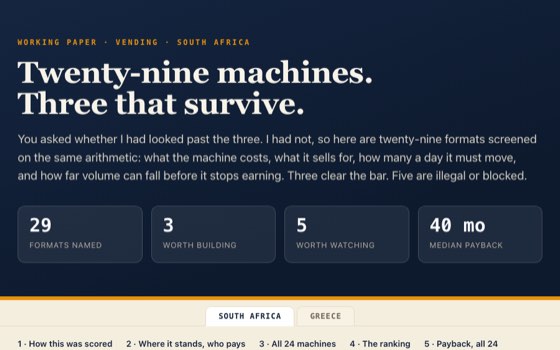 WORKING PAPER · VENDING · SOUTH AFRICA
Twenty-nine machines.
Three that survive.
You asked whether I had looked past the three. I had not, so here are twenty-nine formats screened
on the same arithmetic: what the machine costs, what it sells for, how many a day it must move,
and how far volume can fall before it stops earning. Three clear the bar. Five are illegal or blocked.
29
FORMATS NAMED
3
WORTH BUILDING
5
WORTH WATCHING
40 mo
MEDIAN PAYBACK
SOUTH AFRICA
GREECE
1 · How this was scored
2 · Where it stands, who pays
3 · All 24 machines
4 · The ranking
5 · Payback, all 24